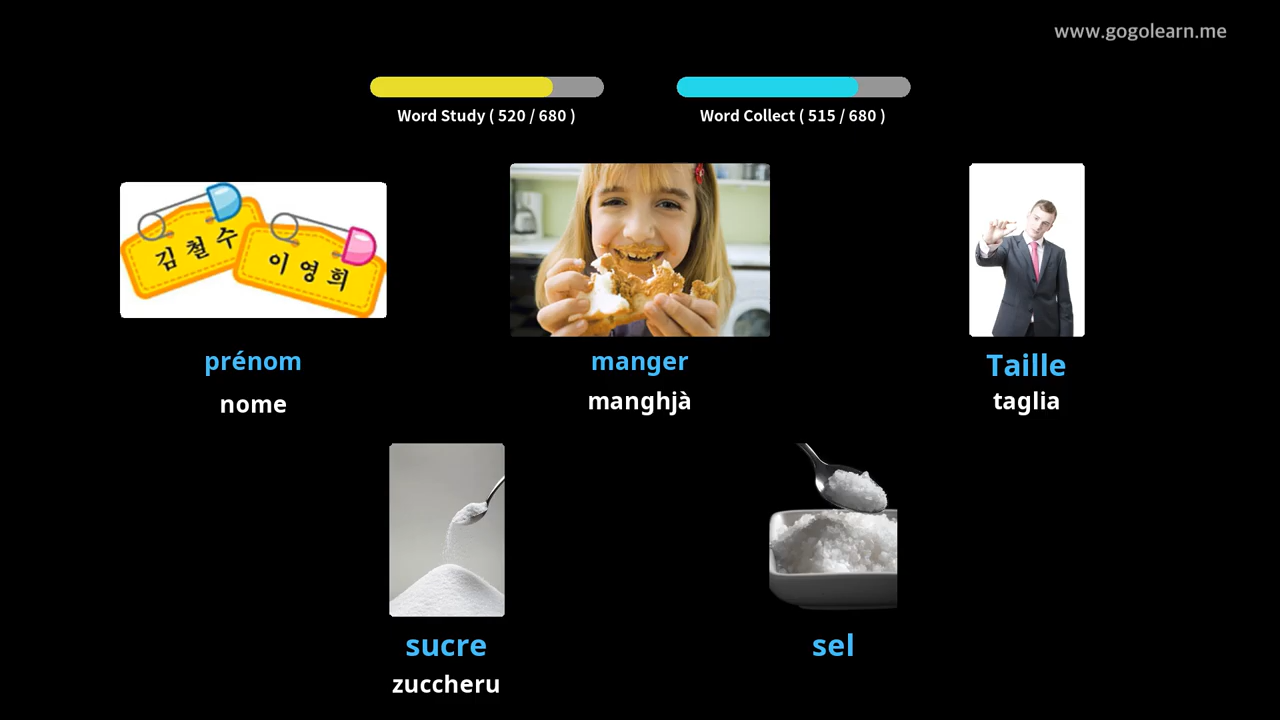 www.gogolearn.me
Word Study ( 520 / 680 )
Word Collect ( 515 / 680 )
김철수
이영희
prénom
manger
Taille
nome
manghjà
taglia
sucre
sel
zuccheru